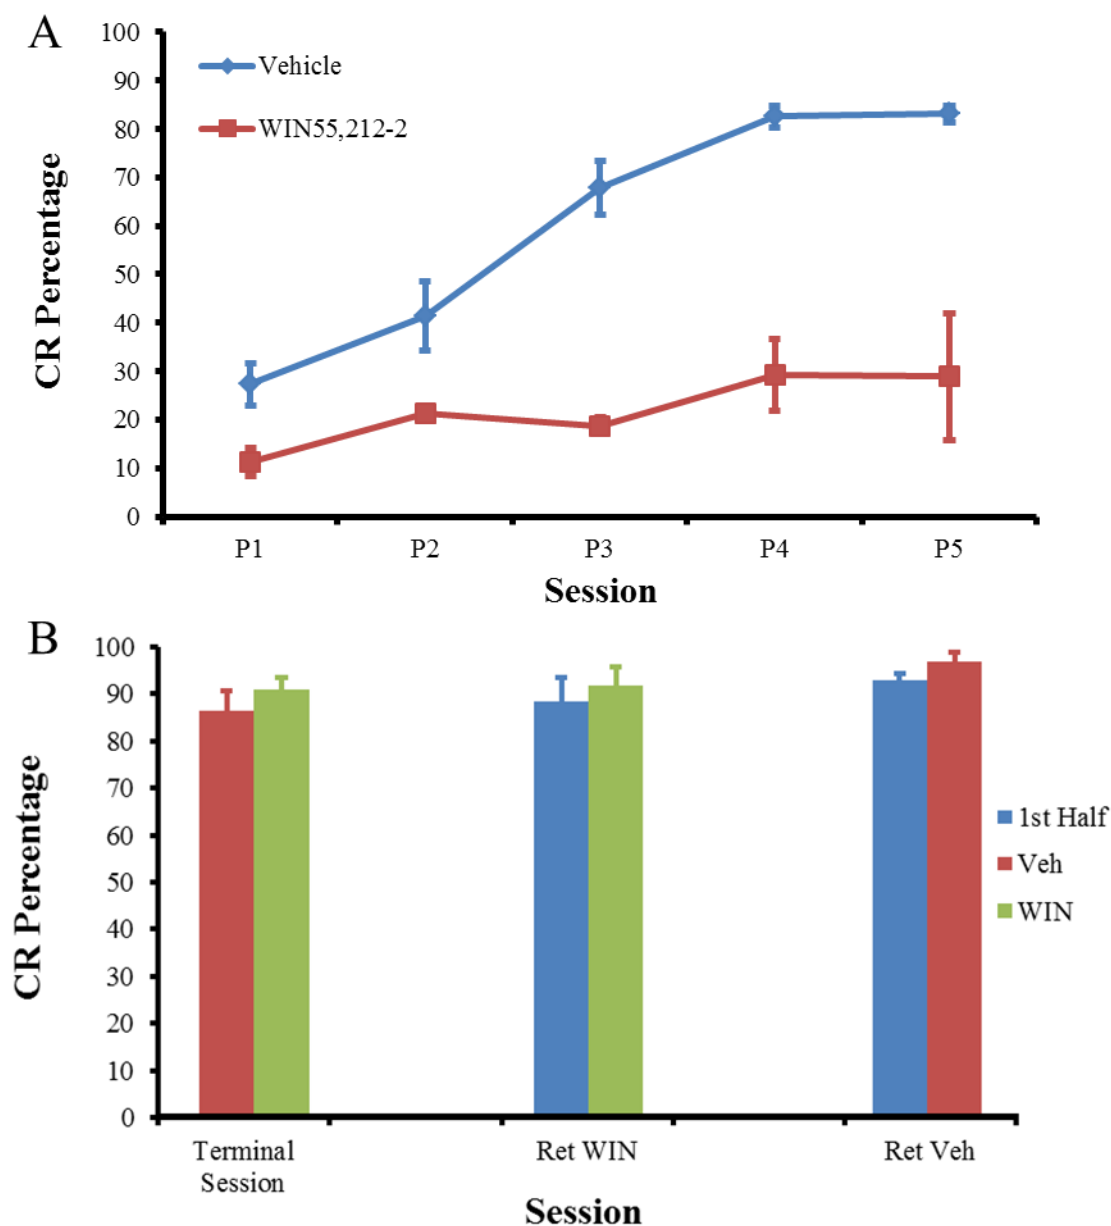 A
100
90
80
70
60
50
40
30
20
10
0
CR Percentage
Vehicle
WIN55,212-2
P1 P2 P3 P4 P5
Session
B
100
90
80
70
60
50
40
30
20
10
0
CR Percentage
1st Half
Veh
WIN
Terminal Session
Ret WIN
Ret Veh
Session